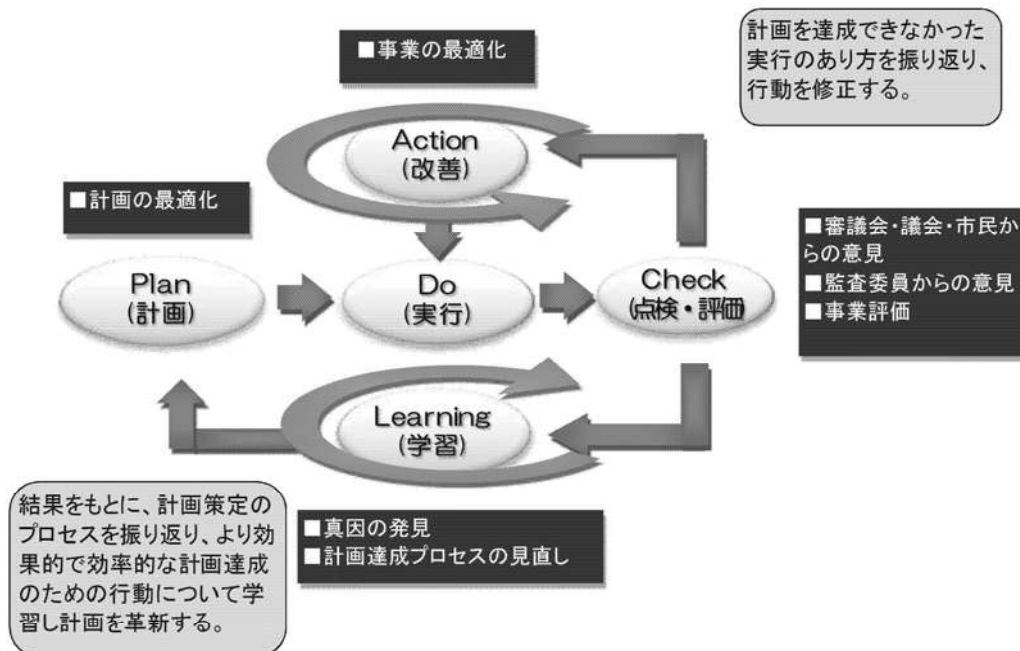 ■事業の最適化
計画を達成できなかった
実行のあり方を振り返り、
行動を修正する。
Action
(改善)
■計画の最適化
■審議会・議会・市民か
らの意見
■監査委員からの意見
■事業評価
Plan
(計画)
Do
(実行)
Check
(点検・評価)
Learning
(学習)
結果をもとに、計画策定の
プロセスを振り返り、より効
果的で効率的な計画達成
のための行動について学
習し計画を革新する。
■真因の発見
■計画達成プロセスの見直し